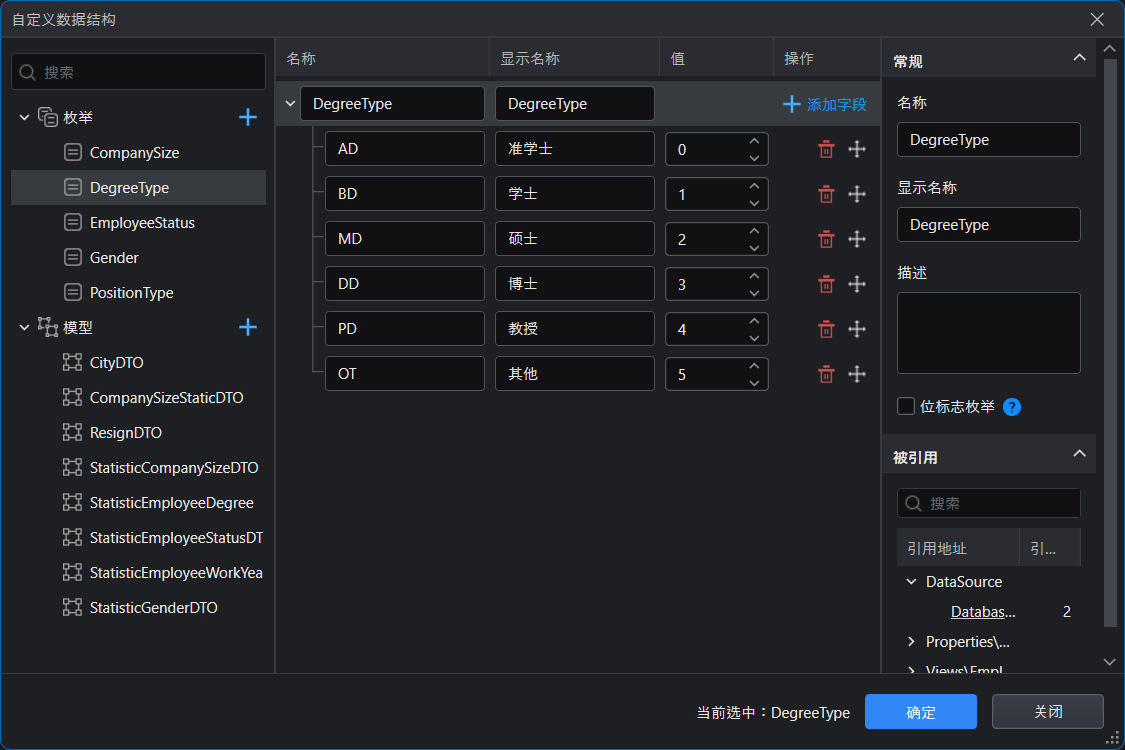 自定义数据结构
搜索
枚举
CompanySize
DegreeType
EmployeeStatus
Gender
PositionType
模型
CityDTO
CompanySizeStaticDTO
ResignDTO
StatisticCompanySizeDTO
StatisticEmployeeDegree
StatisticEmployeeStatusDT
StatisticEmployeeWorkYea
StatisticGenderDTO
名称 显示名称 值 操作
DegreeType DegreeType 添加字段
AD 准学士 0
BD 学士 1
MD 硕士 2
DD 博士 3
PD 教授 4
OT 其他 5
常规
名称
DegreeType
显示名称
DegreeType
描述
位标志枚举 ?
被引用
搜索
引用地址 引...
DataSource
Databas... 2
Properties\...
Views\Empl
当前选中：DegreeType 确定 关闭